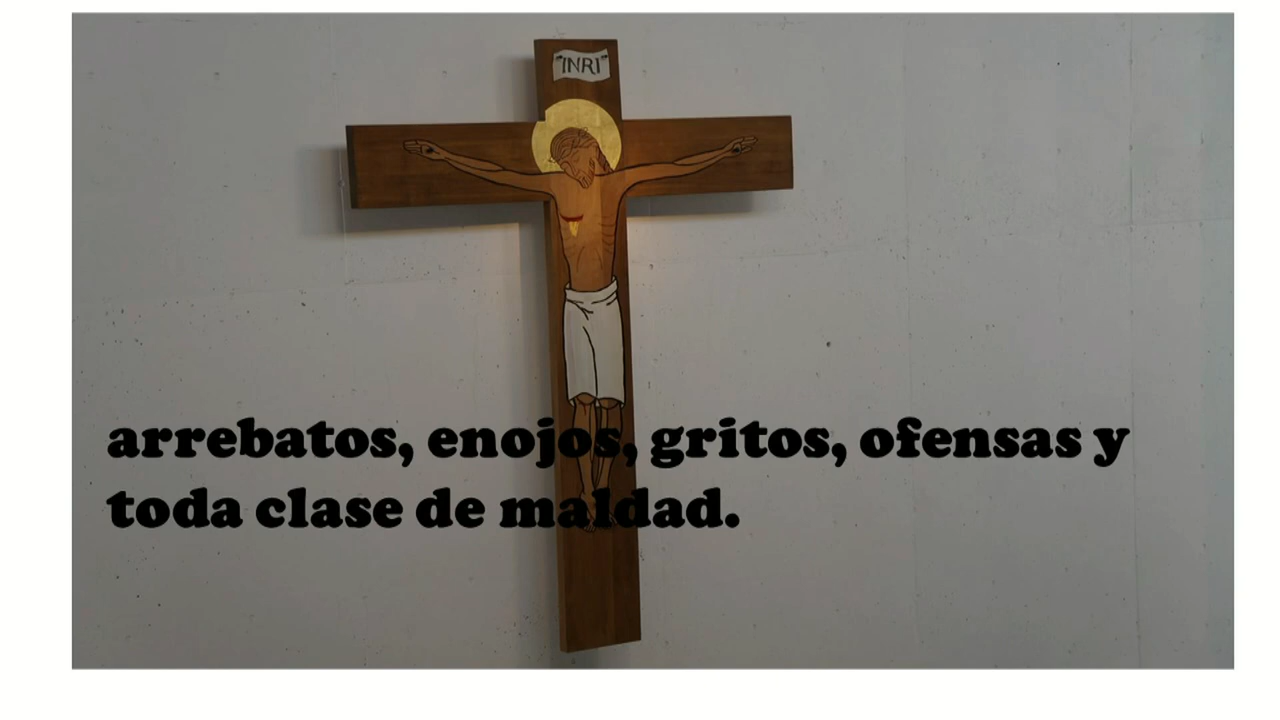 INRI
arrebatos, enojos, gritos, ofensas y
toda clase de maldad.